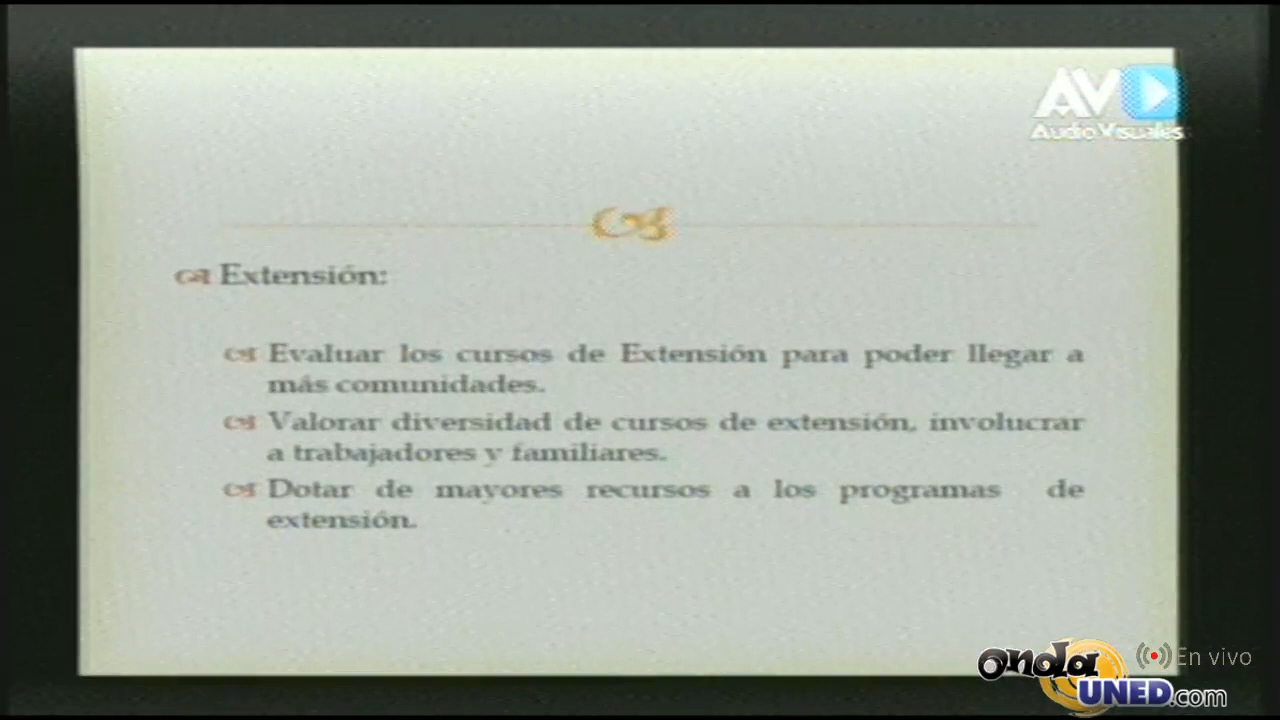 AV
Audio Visuales
Extensión:
Evaluar los cursos de Extensión para poder llegar a
más comunidades.
Valorar diversidad de cursos de extensión, involucrar
a trabajadores y familiares.
Dotar de mayores recursos a los programas de
extensión.
onda
En vivo
UNED.com